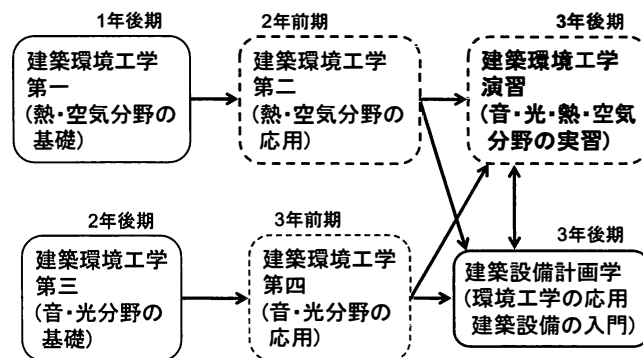 1年後期
建築環境工学
第一
(熱・空気分野の
基礎)
2年前期
建築環境工学
第二
(熱・空気分野の
応用)
3年後期
建築環境工学
演習
(音・光・熱・空気
分野の実習)
2年後期
建築環境工学
第三
(音・光分野の
基礎)
3年前期
建築環境工学
第四
(音・光分野の
応用)
3年後期
建築設備計画学
(環境工学の応用
建築設備の入門)